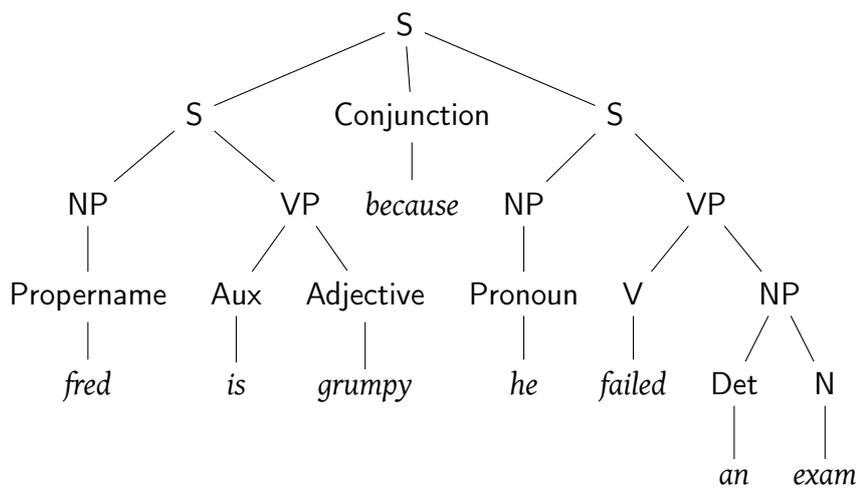 S
S Conjunction S
NP VP because NP VP
Propername Aux Adjective Pronoun V NP
fred is grumpy he failed Det N
an exam